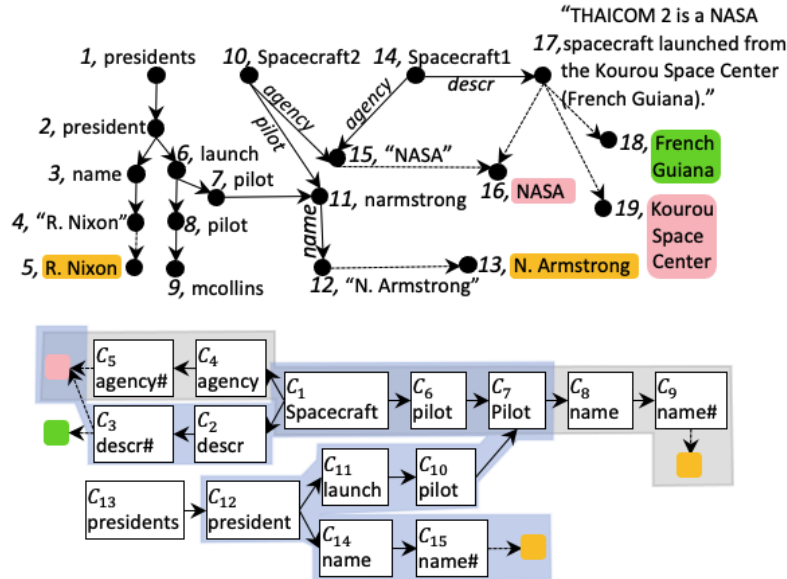 "THAICOM 2 is a NASA
1, presidents
10, Spacecraft2
14, Spacecraft1
17, spacecraft launched from
the Kourou Space Center
(French Guiana)."
descr
agency
agency
pilot
2, president
3, name
6, launch
7, pilot
15, "NASA"
18, French
Guiana
16, NASA
11, narmstrong
19, Kourou
Space
Center
4, "R. Nixon"
8, pilot
name
5, R. Nixon
9, mcollins
12, "N. Armstrong"
13, N. Armstrong
C5
agency#
C4
agency
C1
Spacecraft
C6
pilot
C7
Pilot
C8
name
C9
name#
C3
descr#
C2
descr
C11
launch
C10
pilot
C13
presidents
C12
president
C14
name
C15
name#